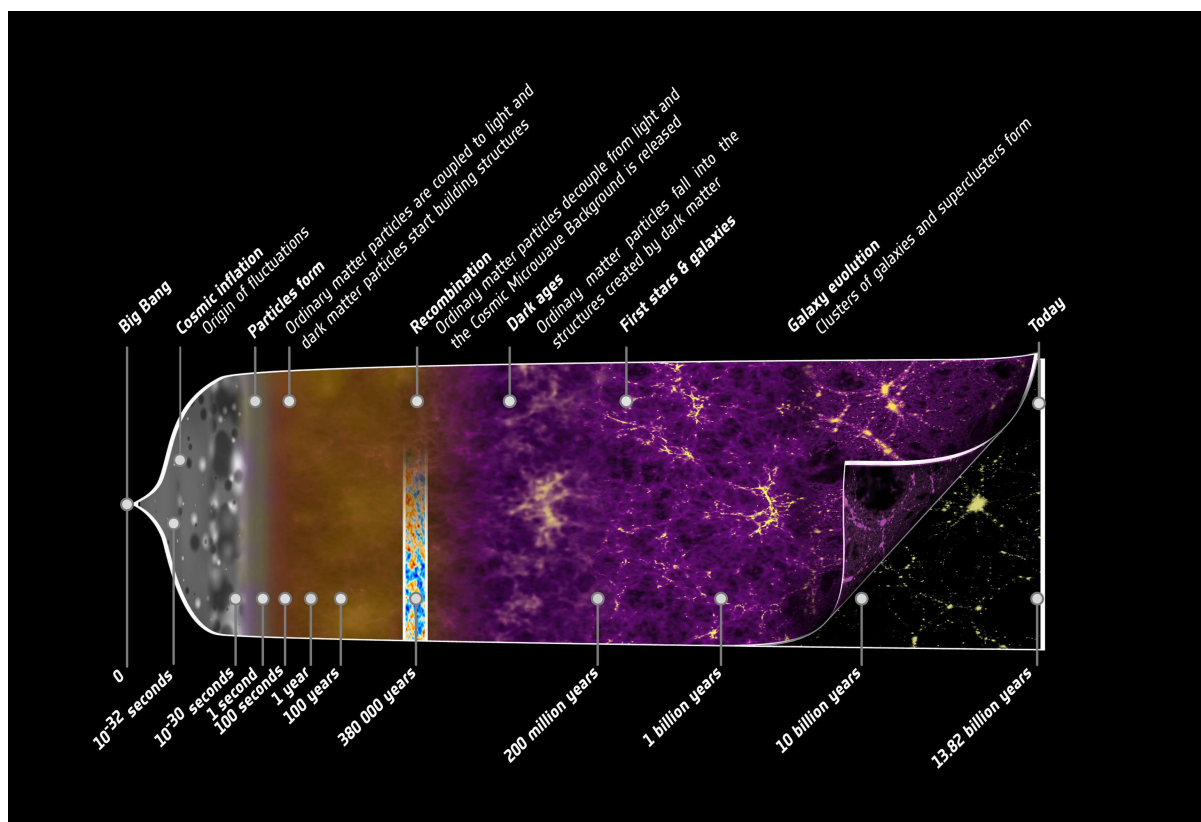 Big Bang
Cosmic inflation
Origin of fluctuations
Particles form
Ordinary matter particles are coupled to light and
dark matter particles start building structures
Recombination
Ordinary matter particles decouple from light and
the Cosmic Microwave Background is released
Dark ages
Ordinary matter particles fall into the
structures created by dark matter
First stars & galaxies
Galaxy evolution
Clusters of galaxies and superclusters form
Today
0
10-32 seconds
10-30 seconds
1 second
100 seconds
1 year
100 years
380 000 years
200 million years
1 billion years
10 billion years
13.82 billion years